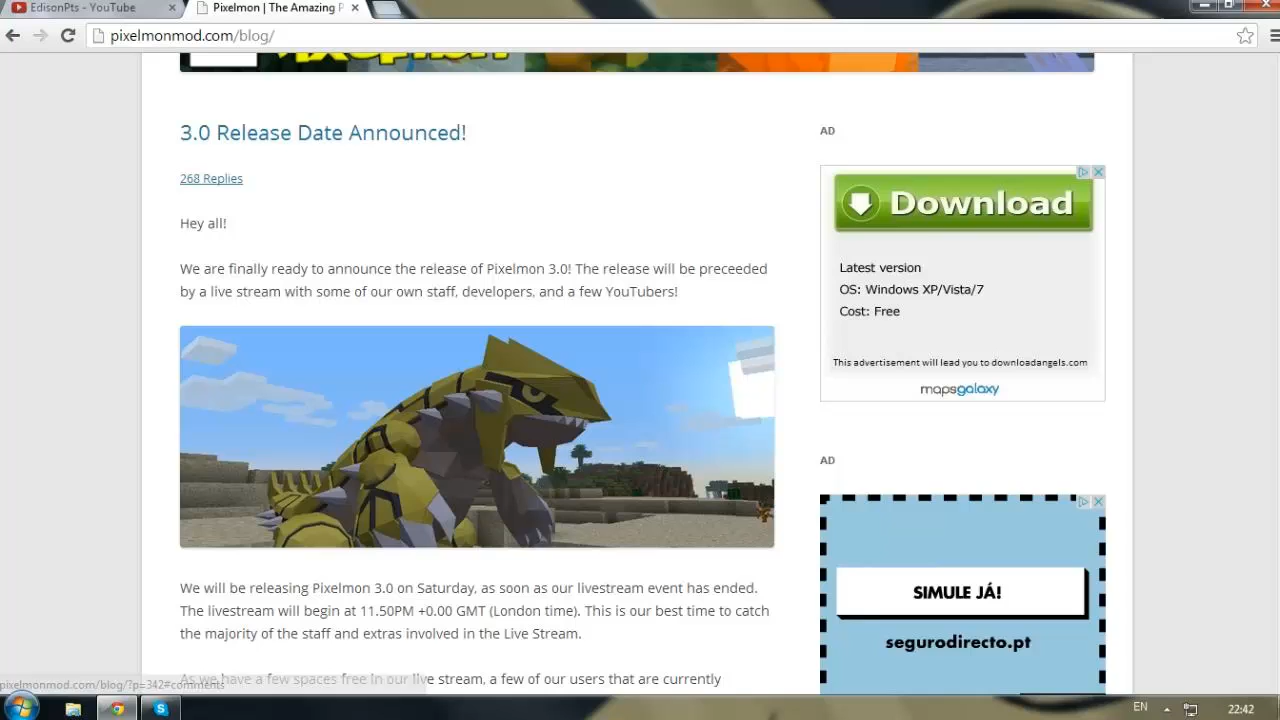 EdisonPts - YouTube
Pixelmon | The Amazing P
pixelmonmod.com/blog/
3.0 Release Date Announced!
268 Replies
Hey all!
We are finally ready to announce the release of Pixelmon 3.0! The release will be preceeded
by a live stream with some of our own staff, developers, and a few YouTubers!
We will be releasing Pixelmon 3.0 on Saturday, as soon as our livestream event has ended.
The livestream will begin at 11.50PM +0.00 GMT (London time). This is our best time to catch
the majority of the staff and extras involved in the Live Stream.
As we have a few spaces free in our live stream, a few of our users that are currently
AD
Download
Latest version
OS: Windows XP/Vista/7
Cost: Free
This advertisement will lead you to downloadangels.com
mapsgalaxy
AD
SIMULE JÁ!
segurodirecto.pt
pixelmonmod.com/blog/?p=342#comments
EN
22:42